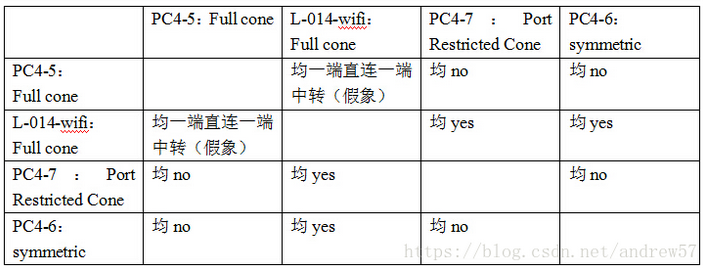 PC4-5：Full cone
L-014-wifi：
Full cone
PC4-7 ： Port
Restricted Cone
PC4-6：
symmetric
PC4-5：
Full cone
均一端直连一端
中转（假象）
均 no
均 no
L-014-wifi：
Full cone
均一端直连一端
中转（假象）
均 yes
均 yes
PC4-7 ： Port
Restricted Cone
均 no
均 yes
均 no
PC4-6：
symmetric
均 no
均 yes
均 no
https://blog.csdn.net/andrew57